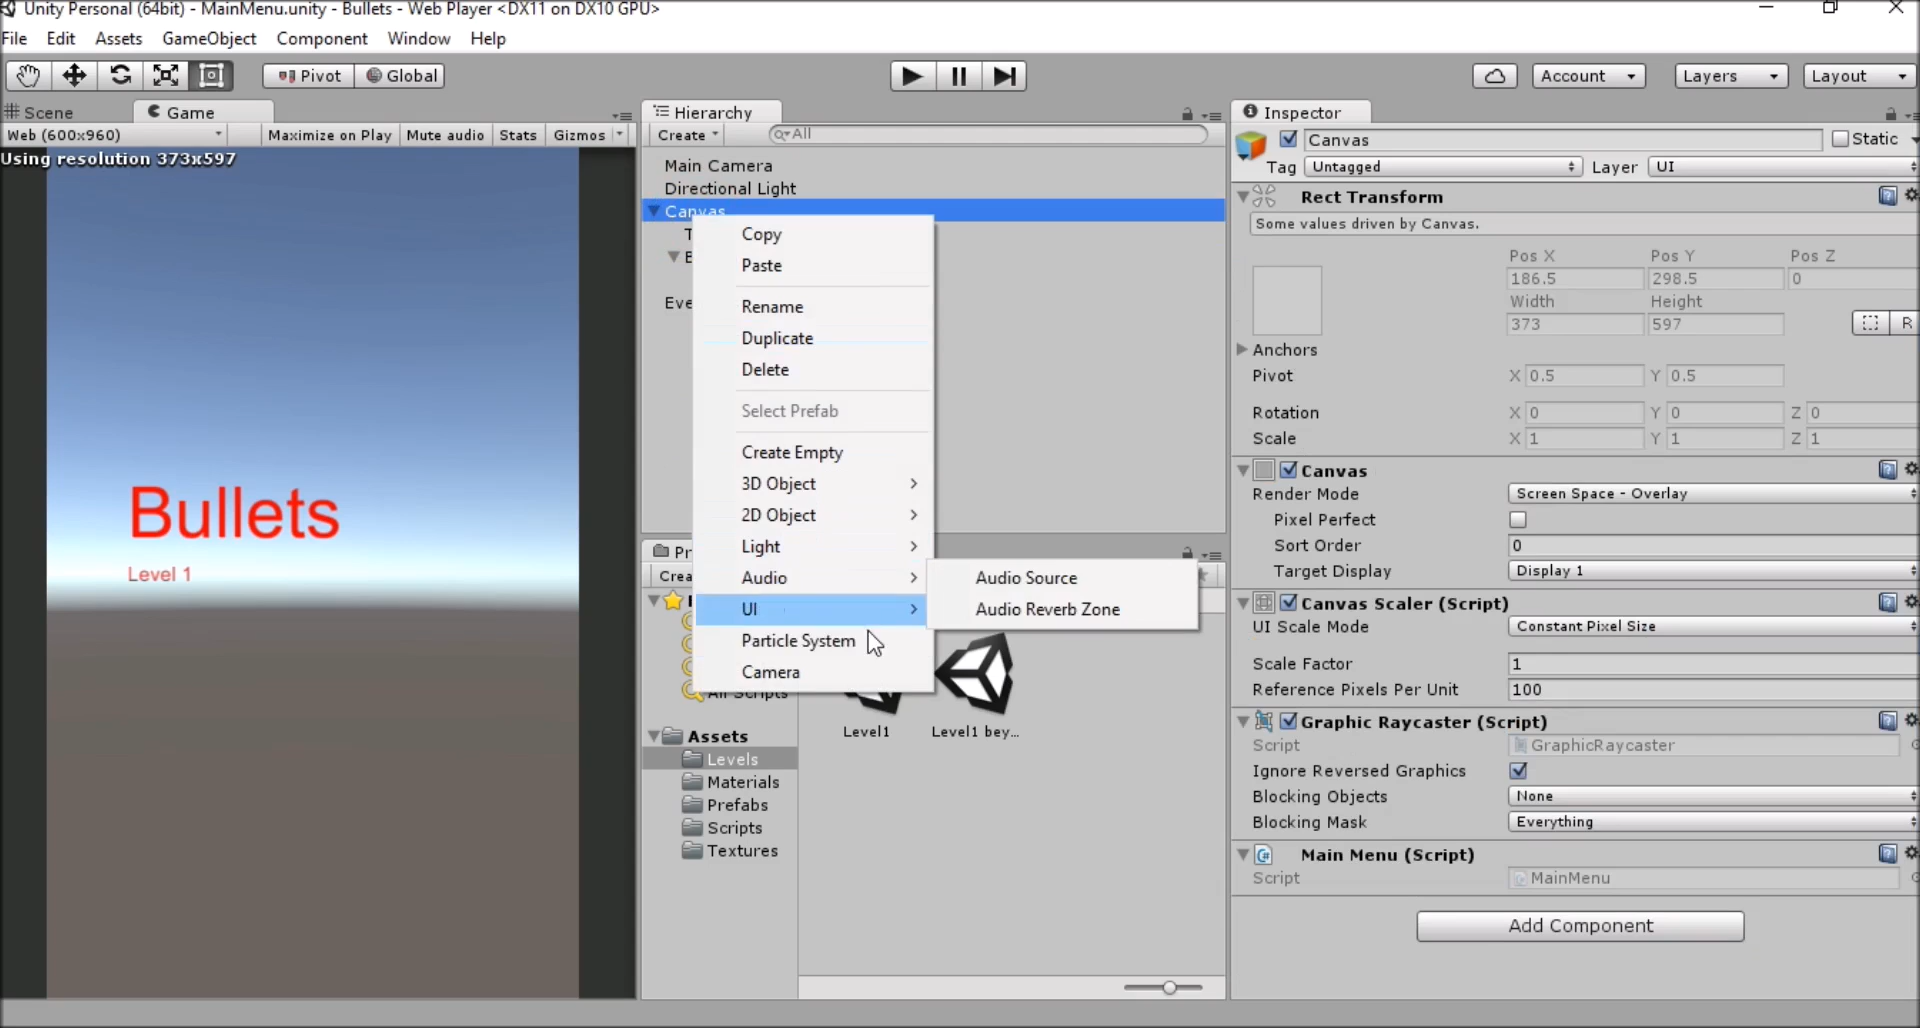 Unity Personal (64bit) - MainMenu.unity - Bullets - Web Player <DX11 on DX10 GPU>
File Edit Assets GameObject Component Window Help
Pivot Global Account Layers Layout
Scene Game
Web (600x960) Maximize on Play Mute audio Stats Gizmos
Using resolution 373x597
Bullets
Level 1
Hierarchy
Create All
Main Camera
Directional Light
Canvas
T
B
Eve
Copy
Paste
Rename
Duplicate
Delete
Select Prefab
Create Empty
3D Object
2D Object
Light
Audio
UI
Particle System
Camera
Audio Source
Audio Reverb Zone
Pr
Crea
All Scripts
Assets
Levels
Materials
Prefabs
Scripts
Textures
Level1
Level1 bey...
Inspector
Canvas Static
Tag Untagged Layer UI
Rect Transform
Some values driven by Canvas.
Pos X Pos Y Pos Z
186.5 298.5 0
Width Height
373 597 R
Anchors
Pivot X 0.5 Y 0.5
Rotation X 0 Y 0 Z 0
Scale X 1 Y 1 Z 1
Canvas
Render Mode Screen Space - Overlay
Pixel Perfect
Sort Order 0
Target Display Display 1
Canvas Scaler (Script)
UI Scale Mode Constant Pixel Size
Scale Factor 1
Reference Pixels Per Unit 100
Graphic Raycaster (Script)
Script GraphicRaycaster
Ignore Reversed Graphics
Blocking Objects None
Blocking Mask Everything
Main Menu (Script)
Script MainMenu
Add Component